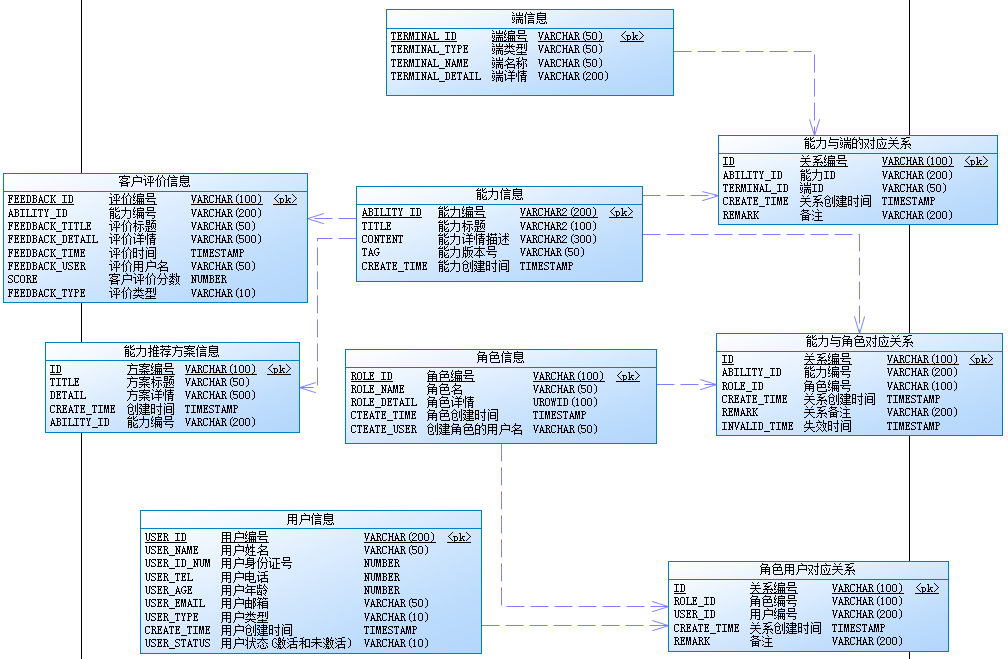 端信息
TERMINAL_ID 端编号 VARCHAR(50) <pk>
TERMINAL_TYPE 端类型 VARCHAR(50)
TERMINAL_NAME 端名称 VARCHAR(50)
TERMINAL_DETAIL 端详情 VARCHAR(200)
能力与端的对应关系
ID 关系编号 VARCHAR(100) <pk>
ABILITY_ID 能力ID VARCHAR(200)
TERMINAL_ID 端ID VARCHAR(50)
CREATE_TIME 关系创建时间 TIMESTAMP
REMARK 备注 VARCHAR(200)
客户评价信息
FEEDBACK_ID 评价编号 VARCHAR(100) <pk>
ABILITY_ID 能力编号 VARCHAR(200)
FEEDBACK_TITLE 评价标题 VARCHAR(50)
FEEDBACK_DETAIL 评价详情 VARCHAR(500)
FEEDBACK_TIME 评价时间 TIMESTAMP
FEEDBACK_USER 评价用户名 VARCHAR(50)
SCORE 客户评价分数 NUMBER
FEEDBACK_TYPE 评价类型 VARCHAR(10)
能力信息
ABILITY_ID 能力编号 VARCHAR2(200) <pk>
TITLE 能力标题 VARCHAR2(100)
CONTENT 能力详情描述 VARCHAR2(300)
TAG 能力版本号 VARCHAR(50)
CREATE_TIME 能力创建时间 TIMESTAMP
能力推荐方案信息
ID 方案编号 VARCHAR(100) <pk>
TITLE 方案标题 VARCHAR(50)
DETAIL 方案详情 VARCHAR(500)
CREATE_TIME 创建时间 TIMESTAMP
ABILITY_ID 能力编号 VARCHAR(200)
角色信息
ROLE_ID 角色编号 VARCHAR(100) <pk>
ROLE_NAME 角色名 VARCHAR(50)
ROLE_DETAIL 角色详情 UROWID(100)
CTEATE_TIME 角色创建时间 TIMESTAMP
CTEATE_USER 创建角色的用户名 VARCHAR(50)
能力与角色对应关系
ID 关系编号 VARCHAR(100) <pk>
ABILITY_ID 能力编号 VARCHAR(200)
ROLE_ID 角色编号 VARCHAR(100)
CREATE_TIME 关系创建时间 TIMESTAMP
REMARK 关系备注 VARCHAR(200)
INVALID_TIME 失效时间 TIMESTAMP
用户信息
USER_ID 用户编号 VARCHAR(200) <pk>
USER_NAME 用户姓名 VARCHAR(50)
USER_ID_NUM 用户身份证号 NUMBER
USER_TEL 用户电话 NUMBER
USER_AGE 用户年龄 NUMBER
USER_EMAIL 用户邮箱 VARCHAR(50)
USER_TYPE 用户类型 VARCHAR(10)
CREATE_TIME 用户创建时间 TIMESTAMP
USER_STATUS 用户状态(激活和未激活) VARCHAR(10)
角色用户对应关系
ID 关系编号 VARCHAR(100) <pk>
ROLE_ID 角色编号 VARCHAR(100)
USER_ID 用户编号 VARCHAR(200)
CREATE_TIME 关系创建时间 TIMESTAMP
REMARK 备注 VARCHAR(200)